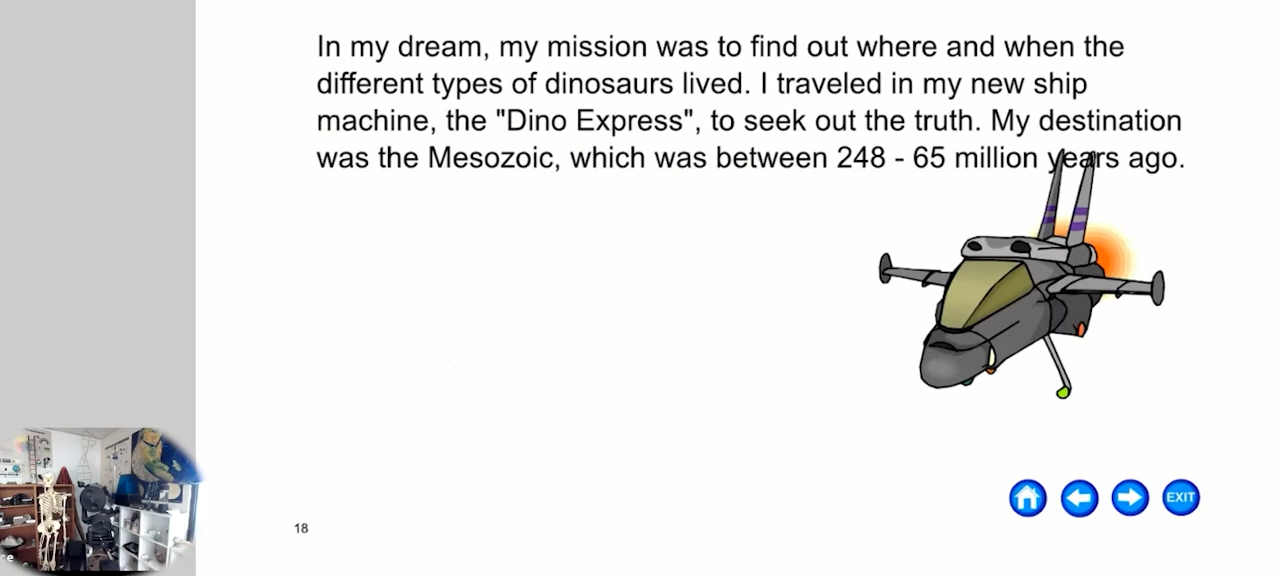 In my dream, my mission was to find out where and when the
different types of dinosaurs lived. I traveled in my new ship
machine, the "Dino Express", to seek out the truth. My destination
was the Mesozoic, which was between 248 - 65 million years ago.
EXIT
18
e